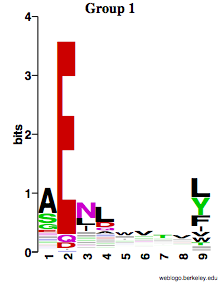 Group 1
4
3
2
1
0
bits
A
S
G
E
Q
D
N
L
I
L
D
W
V
T
V
L
Y
F
I
V
W
1 2 3 4 5 6 7 8 9
weblogo.berkeley.edu